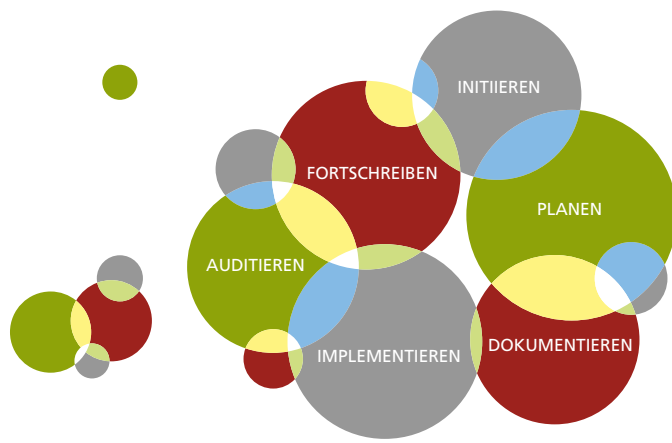 INITIIEREN
FORTSCHREIBEN
PLANEN
AUDITIEREN
IMPLEMENTIEREN
DOKUMENTIEREN